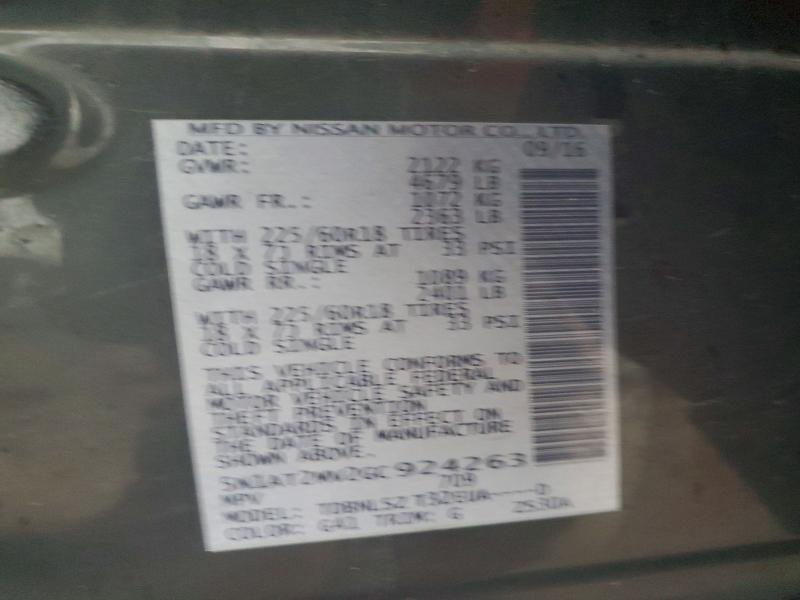 MFD BY NISSAN MOTOR CO., LTD.
DATE: 09/16
GVWR: 2122 KG
4679 LB
GAWR FR.: 1072 KG
2363 LB
WITH 225/60R18 TIRES
18 X 7J RIMS AT 33 PSI
COLD SINGLE
GAWR RR.: 1089 KG
2401 LB
WITH 225/60R18 TIRES
18 X 7J RIMS AT 33 PSI
COLD SINGLE
THIS VEHICLE CONFORMS TO
ALL APPLICABLE FEDERAL
MOTOR VEHICLE SAFETY AND
THEFT PREVENTION
STANDARDS IN EFFECT ON
THE DATE OF MANUFACTURE
SHOWN ABOVE.
5N1AT2MV2GC924263
MPV 709
MODEL:
COLOR: TRIM: G